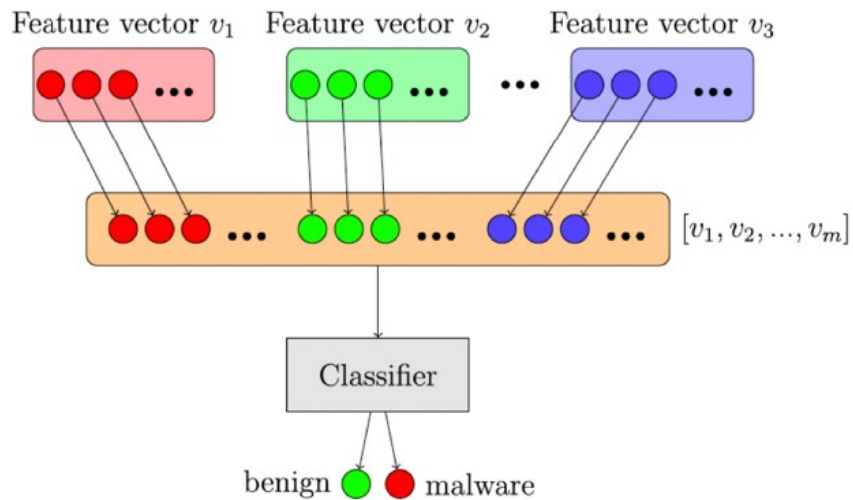 Feature vector v₁
Feature vector v₂
Feature vector v₃
...
[v₁, v₂, ..., vₘ]
Classifier
benign
malware